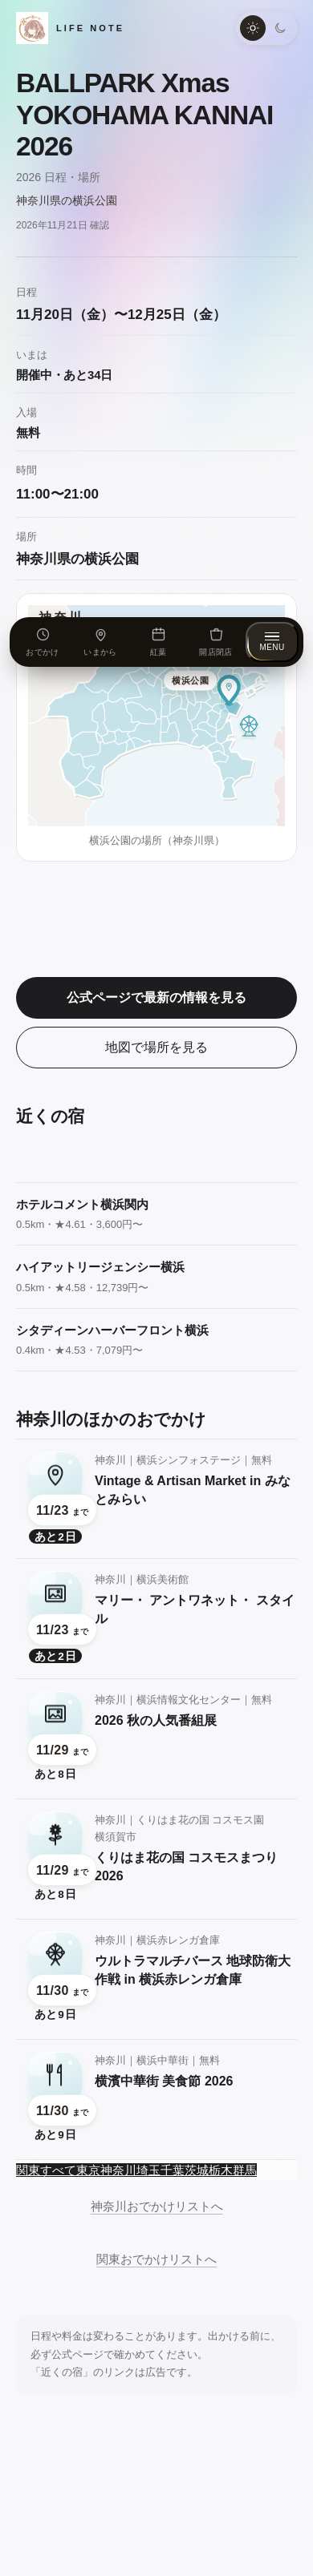 LIFE NOTE
BALLPARK Xmas
YOKOHAMA KANNAI
2026
2026 日程・場所
神奈川県の横浜公園
2026年11月21日 確認
日程
11月20日（金）〜12月25日（金）
いまは
開催中・あと34日
入場
無料
時間
11:00〜21:00
場所
神奈川県の横浜公園
神奈川
おでかけ
いまから
紅葉
開店閉店
MENU
横浜公園
横浜公園の場所（神奈川県）
公式ページで最新の情報を見る
地図で場所を見る
近くの宿
ホテルコメント横浜関内
0.5km・★4.61・3,600円〜
ハイアットリージェンシー横浜
0.5km・★4.58・12,739円〜
シタディーンハーバーフロント横浜
0.4km・★4.53・7,079円〜
神奈川のほかのおでかけ
神奈川｜横浜シンフォステージ｜無料
Vintage & Artisan Market in みな
とみらい
11/23 まで
あと2日
神奈川｜横浜美術館
マリー・ アントワネット・ スタイ
ル
11/23 まで
あと2日
神奈川｜横浜情報文化センター｜無料
2026 秋の人気番組展
11/29 まで
あと8日
神奈川｜くりはま花の国 コスモス園
横須賀市
くりはま花の国 コスモスまつり
2026
11/29 まで
あと8日
神奈川｜横浜赤レンガ倉庫
ウルトラマルチバース 地球防衛大
作戦 in 横浜赤レンガ倉庫
11/30 まで
あと9日
神奈川｜横浜中華街｜無料
横濱中華街 美食節 2026
11/30 まで
あと9日
関東すべて東京神奈川埼玉千葉茨城栃木群馬
神奈川おでかけリストへ
関東おでかけリストへ
日程や料金は変わることがあります。出かける前に、
必ず公式ページで確かめてください。
「近くの宿」のリンクは広告です。